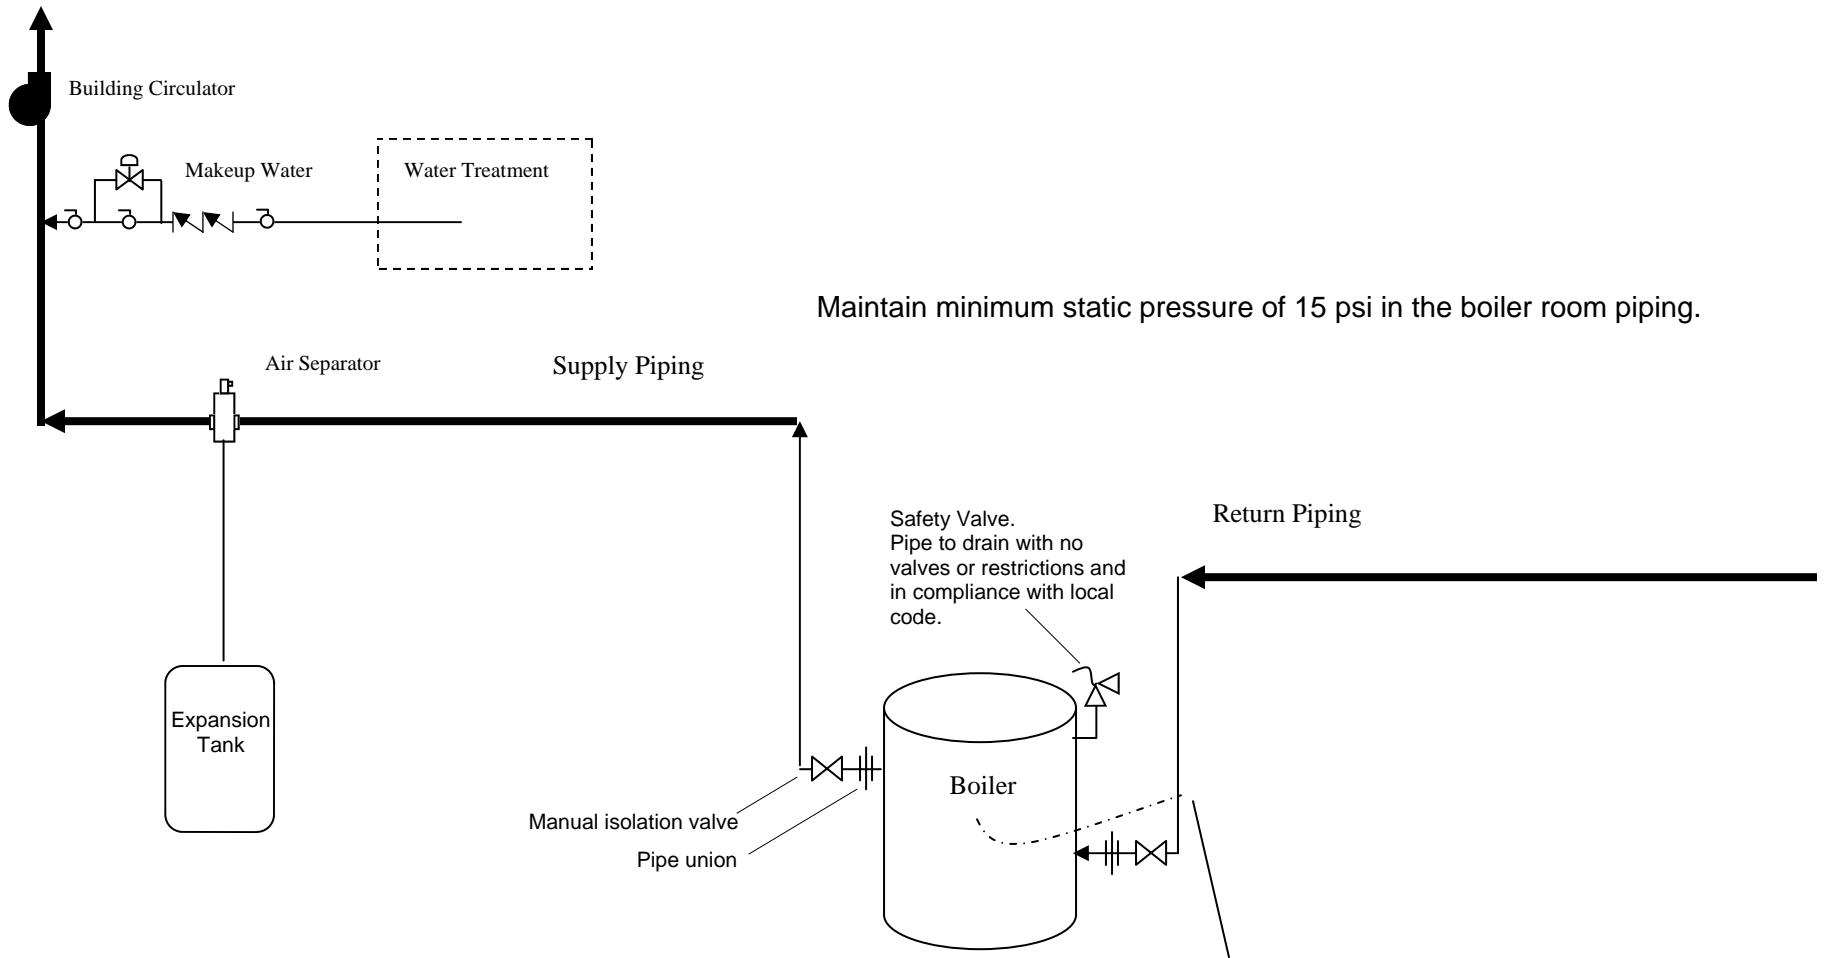 Building Circulator
Makeup Water
Water Treatment
Maintain minimum static pressure of 15 psi in the boiler room piping.
Air Separator
Supply Piping
Safety Valve.
Pipe to drain with no
valves or restrictions and
in compliance with local
code.
Return Piping
Expansion
Tank
Boiler
Manual isolation valve
Pipe union